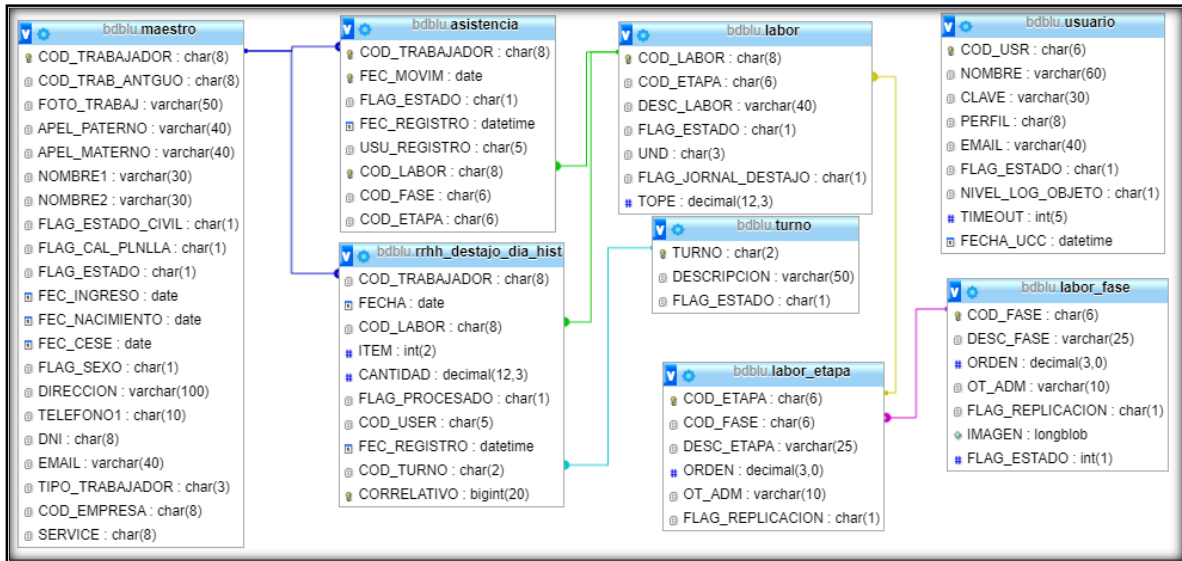 bdblu.maestro
COD_TRABAJADOR : char(8)
COD_TRAB_ANTGUO : char(8)
FOTO_TRABAJ : varchar(50)
APEL_PATERNO : varchar(40)
APEL_MATERNO : varchar(40)
NOMBRE1 : varchar(30)
NOMBRE2 : varchar(30)
FLAG_ESTADO_CIVIL : char(1)
FLAG_CAL_PLNLLA : char(1)
FLAG_ESTADO : char(1)
FEC_INGRESO : date
FEC_NACIMIENTO : date
FEC_CESE : date
FLAG_SEXO : char(1)
DIRECCION : varchar(100)
TELEFONO1 : char(10)
DNI : char(8)
EMAIL : varchar(40)
TIPO_TRABAJADOR : char(3)
COD_EMPRESA : char(8)
SERVICE : char(8)
bdblu.asistencia
COD_TRABAJADOR : char(8)
FEC_MOVIM : date
FLAG_ESTADO : char(1)
FEC_REGISTRO : datetime
USU_REGISTRO : char(5)
COD_LABOR : char(8)
COD_FASE : char(6)
COD_ETAPA : char(6)
bdblu.rrhh_destajo_dia_hist
COD_TRABAJADOR : char(8)
FECHA : date
COD_LABOR : char(8)
ITEM : int(2)
CANTIDAD : decimal(12,3)
FLAG_PROCESADO : char(1)
COD_USER : char(5)
FEC_REGISTRO : datetime
COD_TURNO : char(2)
CORRELATIVO : bigint(20)
bdblu.labor
COD_LABOR : char(8)
COD_ETAPA : char(6)
DESC_LABOR : varchar(40)
FLAG_ESTADO : char(1)
UND : char(3)
FLAG_JORNAL_DESTAJO : char(1)
TOPE : decimal(12,3)
bdblu.turno
TURNO : char(2)
DESCRIPCION : varchar(50)
FLAG_ESTADO : char(1)
bdblu.labor_etapa
COD_ETAPA : char(6)
COD_FASE : char(6)
DESC_ETAPA : varchar(25)
ORDEN : decimal(3,0)
OT_ADM : varchar(10)
FLAG_REPLICACION : char(1)
bdblu.usuario
COD_USR : char(6)
NOMBRE : varchar(60)
CLAVE : varchar(30)
PERFIL : char(8)
EMAIL : varchar(40)
FLAG_ESTADO : char(1)
NIVEL_LOG_OBJETO : char(1)
TIMEOUT : int(5)
FECHA_UCC : datetime
bdblu.labor_fase
COD_FASE : char(6)
DESC_FASE : varchar(25)
ORDEN : decimal(3,0)
OT_ADM : varchar(10)
FLAG_REPLICACION : char(1)
IMAGEN : longblob
FLAG_ESTADO : int(1)